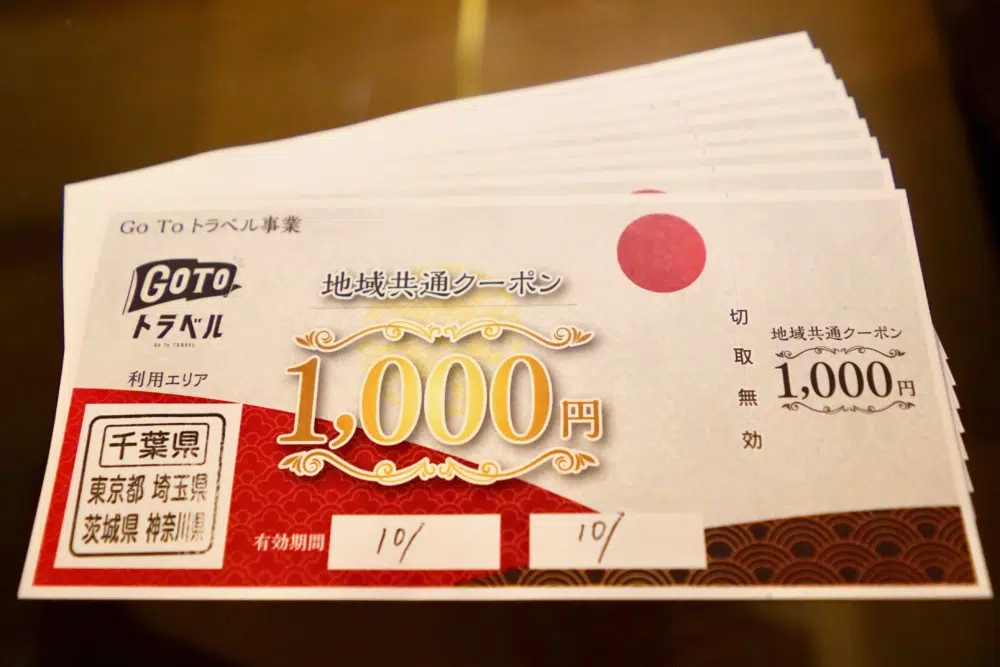 Go To トラベル事業
GOTO
トラベル
Go To TRAVEL
地域共通クーポン
1,000円
利用エリア
千葉県
東京都 埼玉県
茨城県 神奈川県
有効期間
10/
10/
切取無効
地域共通クーポン
1,000円